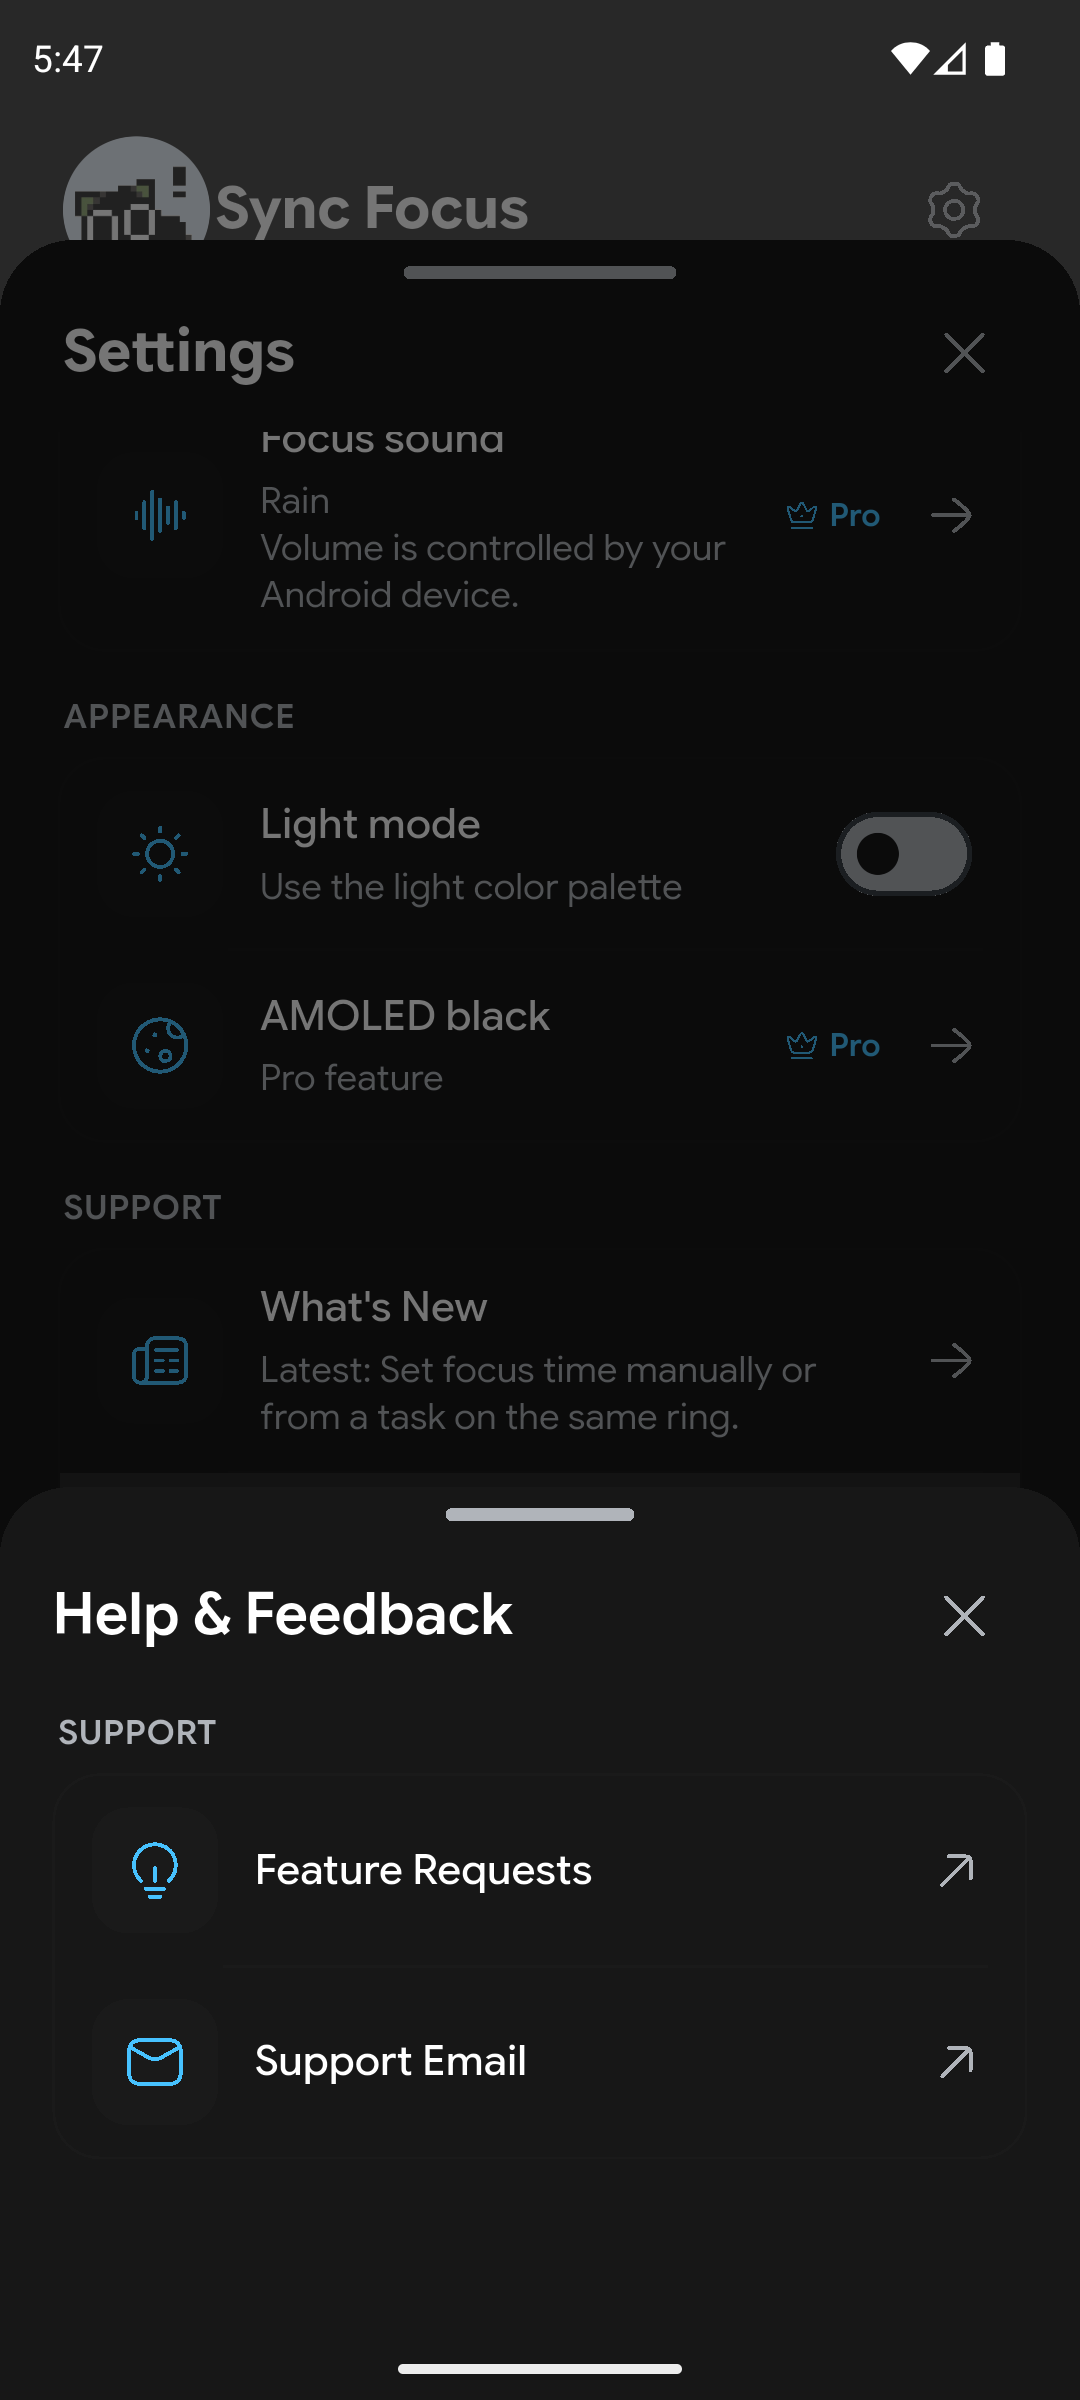 5:47
Sync Focus
Settings
Focus sound
Rain
Volume is controlled by your
Android device.
Pro
APPEARANCE
Light mode
Use the light color palette
AMOLED black
Pro feature
Pro
SUPPORT
What's New
Latest: Set focus time manually or
from a task on the same ring.
Help & Feedback
SUPPORT
Feature Requests
Support Email